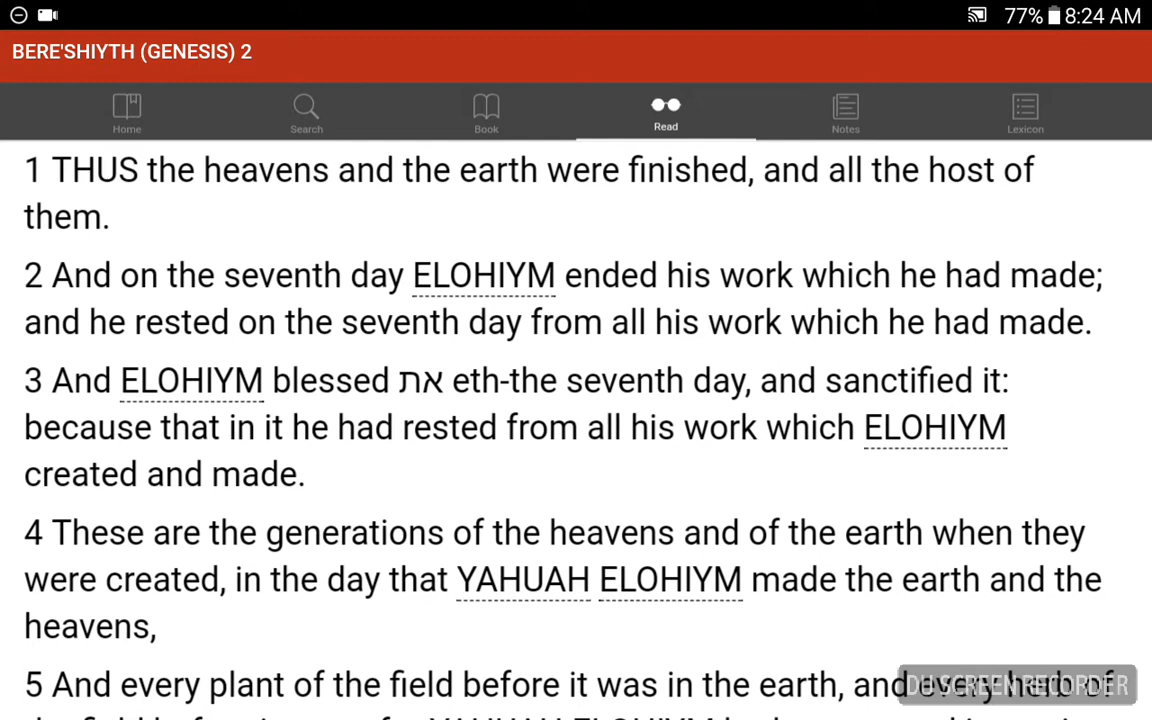 77% 8:24 AM
BERE'SHIYTH (GENESIS) 2
Home Search Book Read Notes Lexicon
1 THUS the heavens and the earth were finished, and all the host of
them.
2 And on the seventh day ELOHIYM ended his work which he had made;
and he rested on the seventh day from all his work which he had made.
3 And ELOHIYM blessed את eth-the seventh day, and sanctified it:
because that in it he had rested from all his work which ELOHIYM
created and made.
4 These are the generations of the heavens and of the earth when they
were created, in the day that YAHUAH ELOHIYM made the earth and the
heavens,
5 And every plant of the field before it was in the earth, and every herb of
DU SCREEN RECORDER